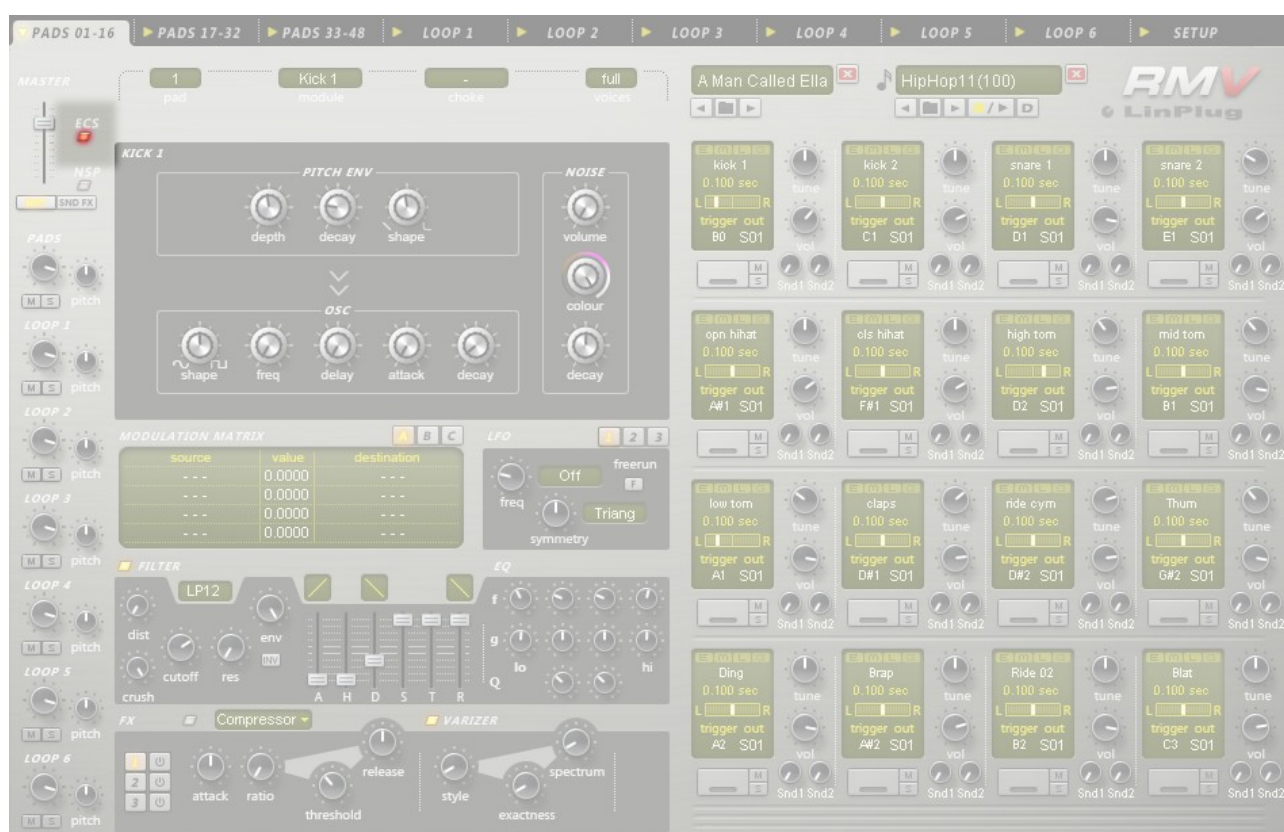 PADS 01-16 PADS 17-32 PADS 33-48 LOOP 1 LOOP 2 LOOP 3 LOOP 4 LOOP 5 LOOP 6 SETUP
MASTER
ECS
NSP
SND FX
1 Kick 1 - full
pad module choke voices
A Man Called Ella HipHop11(100)
D
RMV
LinPlug
PADS
M S pitch
LOOP 1
M S pitch
LOOP 2
M S pitch
LOOP 3
M S pitch
LOOP 4
M S pitch
LOOP 5
M S pitch
LOOP 6
M S pitch
KICK 1
PITCH ENV NOISE
depth decay shape volume
colour
OSC
shape freq delay attack decay decay
MODULATION MATRIX A B C LFO 1 2 3
source value destination
- - - 0.0000 - - -
- - - 0.0000 - - -
- - - 0.0000 - - -
- - - 0.0000 - - -
freerun
Off
F
freq
Triang
symmetry
FILTER EQ
LP12
dist env
INV
cutoff res
crush A H D S T R
f
g
lo hi
Q
FX Compressor VARIZER
1
2
3
attack ratio release
threshold
style spectrum
exactness
E M L G E M L G E M L G E M L G
kick 1 kick 2 snare 1 snare 2
0.100 sec tune 0.100 sec tune 0.100 sec tune 0.100 sec tune
L R L R L R L R
trigger out trigger out trigger out trigger out
B0 S01 vol C1 S01 vol D1 S01 vol E1 S01 vol
M M M M
S Snd1 Snd2 S Snd1 Snd2 S Snd1 Snd2 S Snd1 Snd2
E M L G E M L G E M L G E M L G
opn hihat cls hihat high tom mid tom
0.100 sec tune 0.100 sec tune 0.100 sec tune 0.100 sec tune
L R L R L R L R
trigger out trigger out trigger out trigger out
A#1 S01 vol F#1 S01 vol D2 S01 vol B1 S01 vol
M M M M
S Snd1 Snd2 S Snd1 Snd2 S Snd1 Snd2 S Snd1 Snd2
E M L G E M L G E M L G E M L G
low tom claps ride cym Thum
0.100 sec tune 0.100 sec tune 0.100 sec tune 0.100 sec tune
L R L R L R L R
trigger out trigger out trigger out trigger out
A1 S01 vol D#1 S01 vol D#2 S01 vol G#2 S01 vol
M M M M
S Snd1 Snd2 S Snd1 Snd2 S Snd1 Snd2 S Snd1 Snd2
E M L G E M L G E M L G E M L G
Ding Brap Ride 02 Blat
0.100 sec tune 0.100 sec tune 0.100 sec tune 0.100 sec tune
L R L R L R L R
trigger out trigger out trigger out trigger out
A2 S01 vol A#2 S01 vol B2 S01 vol C3 S01 vol
M M M M
S Snd1 Snd2 S Snd1 Snd2 S Snd1 Snd2 S Snd1 Snd2